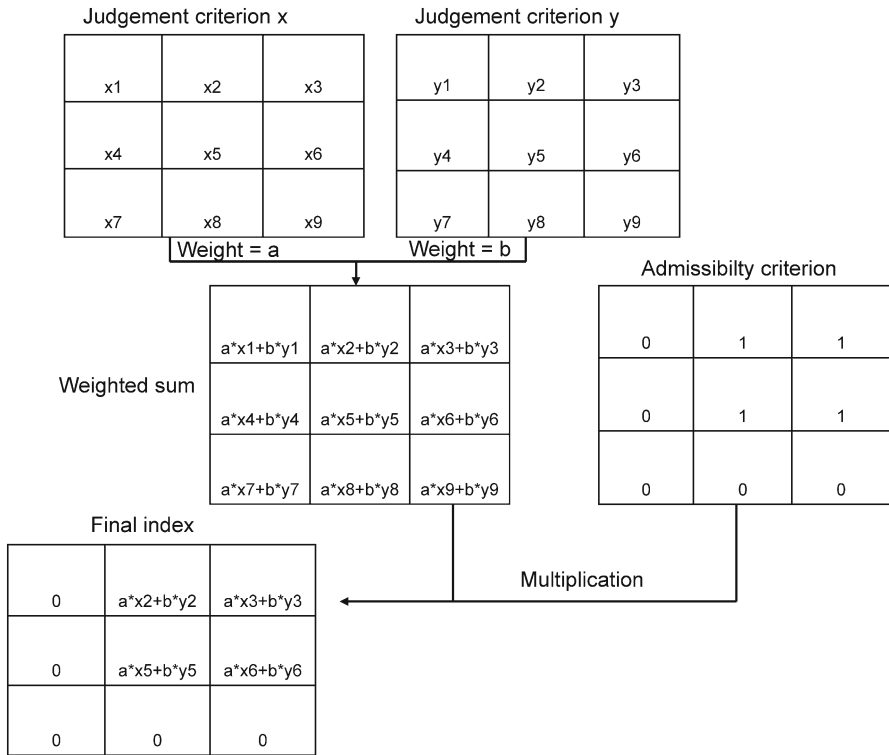 Judgement criterion x
Judgement criterion y
x1 x2 x3
y1 y2 y3
x4 x5 x6
y4 y5 y6
x7 x8 x9
y7 y8 y9
Weight = a
Weight = b
Admissibilty criterion
a*x1+b*y1 a*x2+b*y2 a*x3+b*y3
0 1 1
Weighted sum
a*x4+b*y4 a*x5+b*y5 a*x6+b*y6
0 1 1
a*x7+b*y7 a*x8+b*y8 a*x9+b*y9
0 0 0
Final index
Multiplication
0 a*x2+b*y2 a*x3+b*y3
0 a*x5+b*y5 a*x6+b*y6
0 0 0